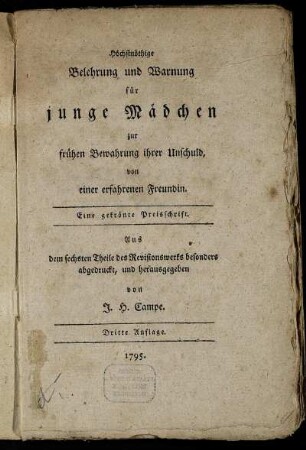 Höchstnöthige
Belehrung und Warnung
für
junge Mädchen
zur
frühen Bewahrung ihrer Unschuld,
von
einer erfahrenen Freundin.
Eine gekrönte Preisschrift.
Aus
dem sechsten Theile des Revisionswerks besonders
abgedruckt, und herausgegeben
von
J. H. Campe.
Dritte Auflage.
1795.